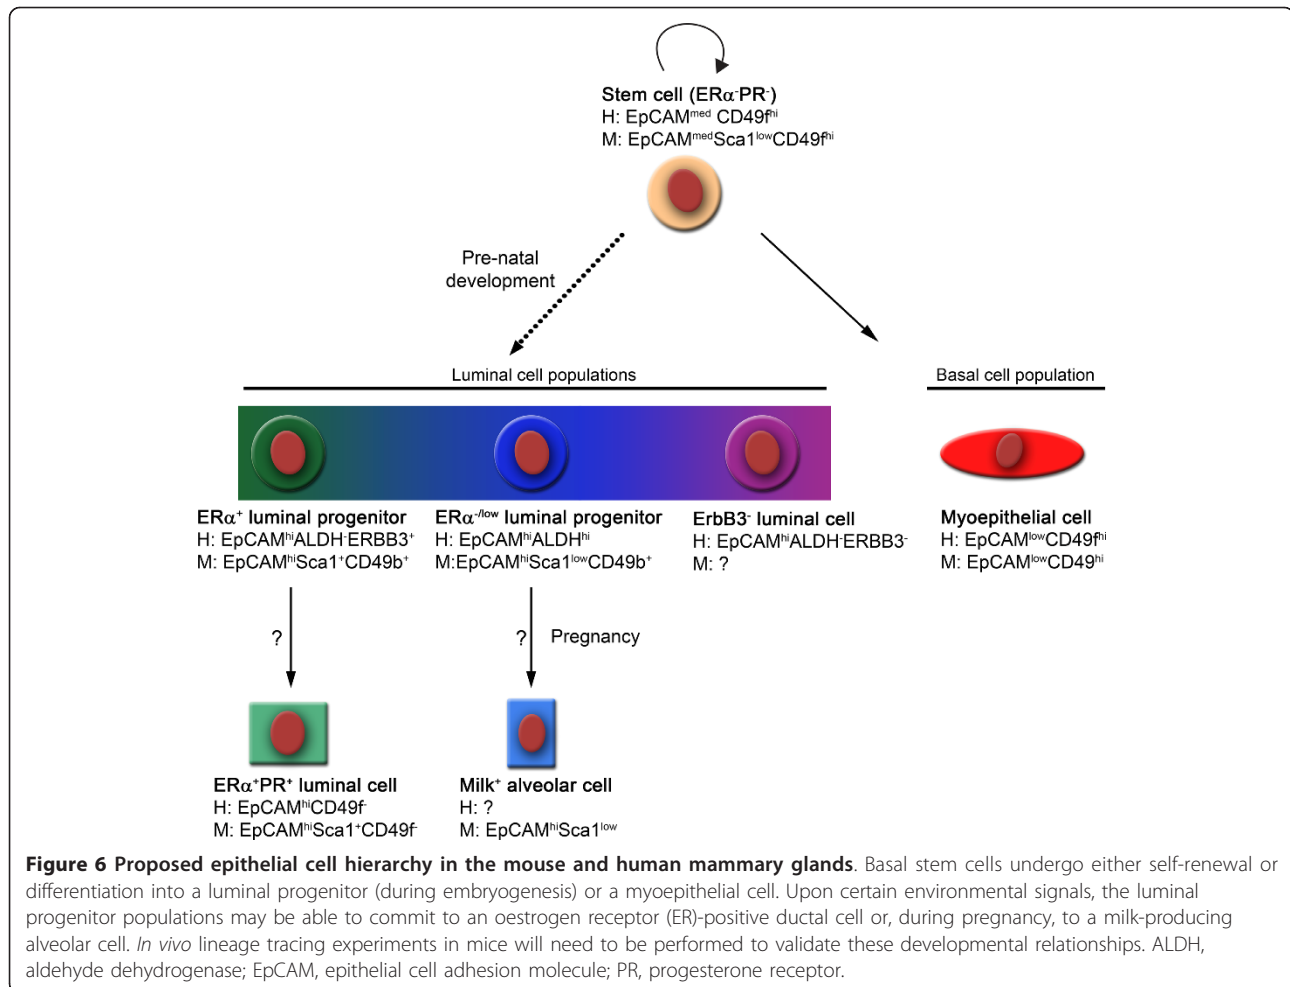 Stem cell (ERα⁻PR⁻)
H: EpCAMᵐᵉᵈ CD49fʰⁱ
M: EpCAMᵐᵉᵈSca1ˡᵒʷCD49fʰⁱ
Pre-natal
development
Luminal cell populations
Basal cell population
ERα⁺ luminal progenitor
H: EpCAMʰⁱALDH⁻ERBB3⁺
M: EpCAMʰⁱSca1⁺CD49b⁺
ERα⁻/ˡᵒʷ luminal progenitor
H: EpCAMʰⁱALDHʰⁱ
M:EpCAMʰⁱSca1ˡᵒʷCD49b⁺
ErbB3⁻ luminal cell
H: EpCAMʰⁱALDH⁻ERBB3⁻
M: ?
Myoepithelial cell
H: EpCAMˡᵒʷCD49fʰⁱ
M: EpCAMˡᵒʷCD49ʰⁱ
?
? Pregnancy
ERα⁺PR⁺ luminal cell
H: EpCAMʰⁱCD49f⁻
M: EpCAMʰⁱSca1⁺CD49f⁻
Milk⁺ alveolar cell
H: ?
M: EpCAMʰⁱSca1ˡᵒʷ
Figure 6 Proposed epithelial cell hierarchy in the mouse and human mammary glands. Basal stem cells undergo either self-renewal or
differentiation into a luminal progenitor (during embryogenesis) or a myoepithelial cell. Upon certain environmental signals, the luminal
progenitor populations may be able to commit to an oestrogen receptor (ER)-positive ductal cell or, during pregnancy, to a milk-producing
alveolar cell. In vivo lineage tracing experiments in mice will need to be performed to validate these developmental relationships. ALDH,
aldehyde dehydrogenase; EpCAM, epithelial cell adhesion molecule; PR, progesterone receptor.